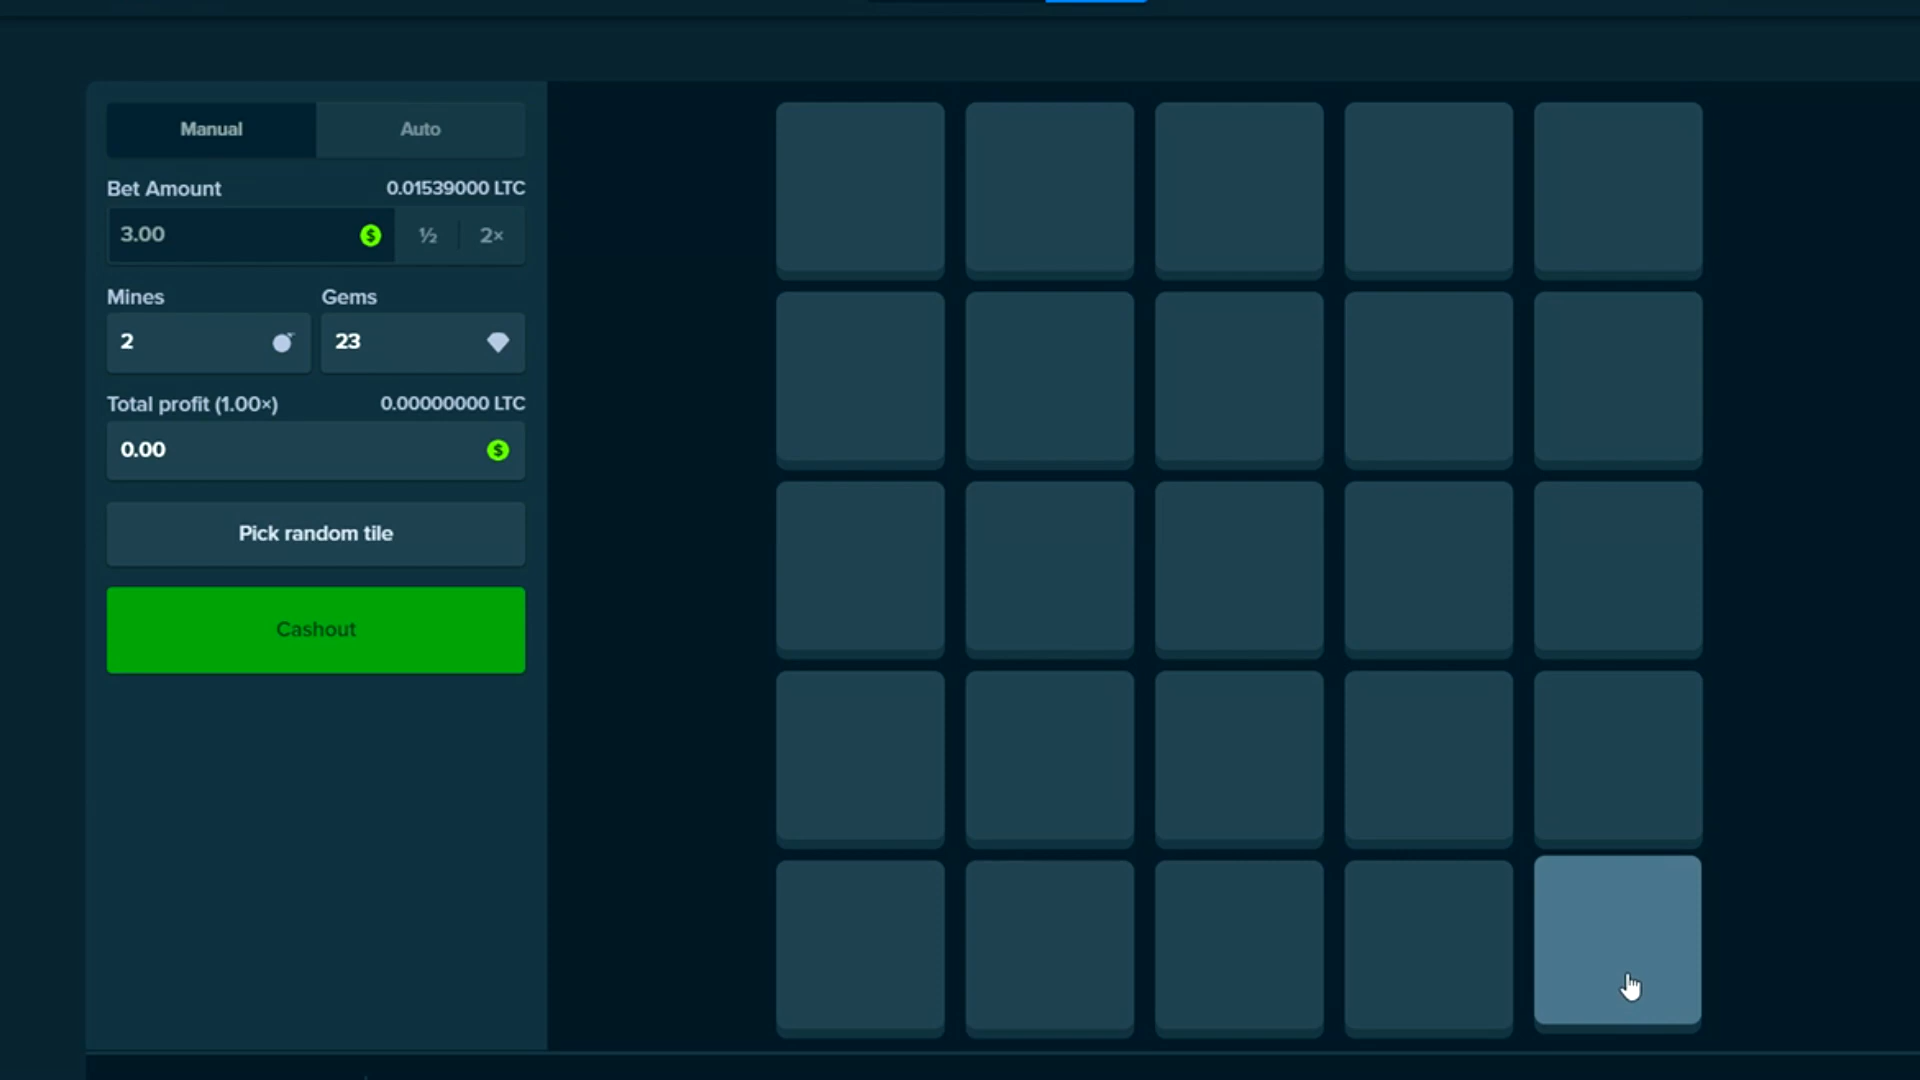 Manual Auto
Bet Amount 0.01539000 LTC
3.00 $ ½ 2×
Mines Gems
2 23
Total profit (1.00×) 0.00000000 LTC
0.00 $
Pick random tile
Cashout